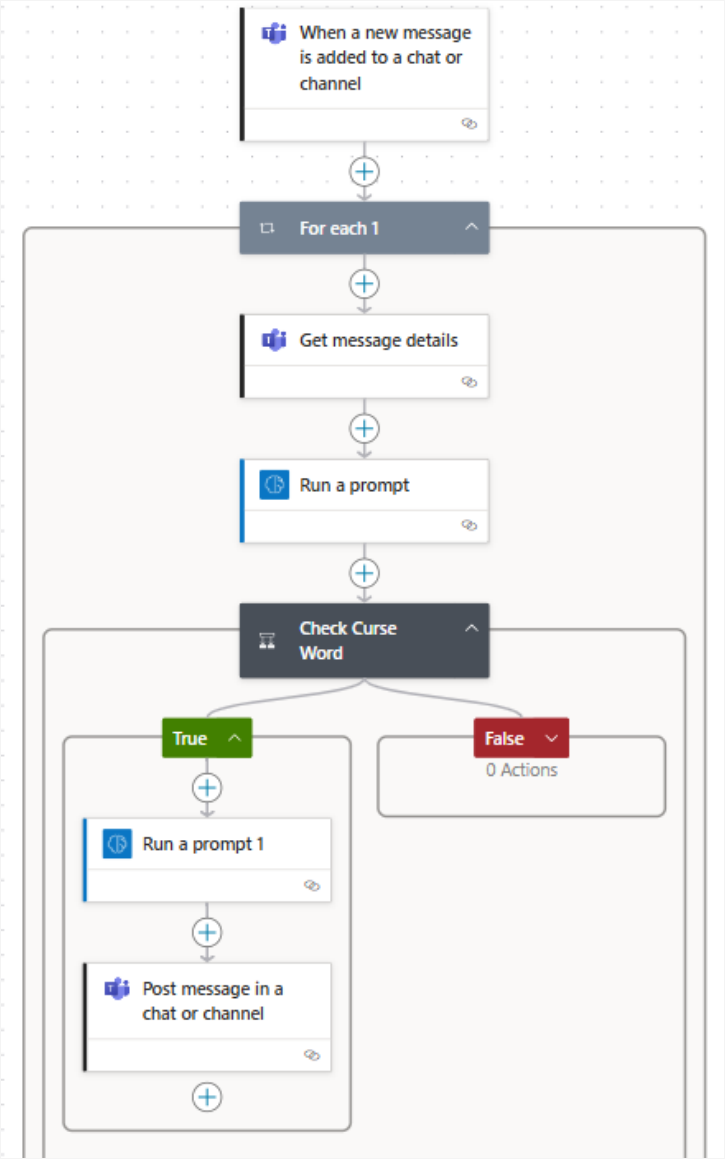 When a new message
is added to a chat or
channel
For each 1
Get message details
Run a prompt
Check Curse
Word
True
False
0 Actions
Run a prompt 1
Post message in a
chat or channel